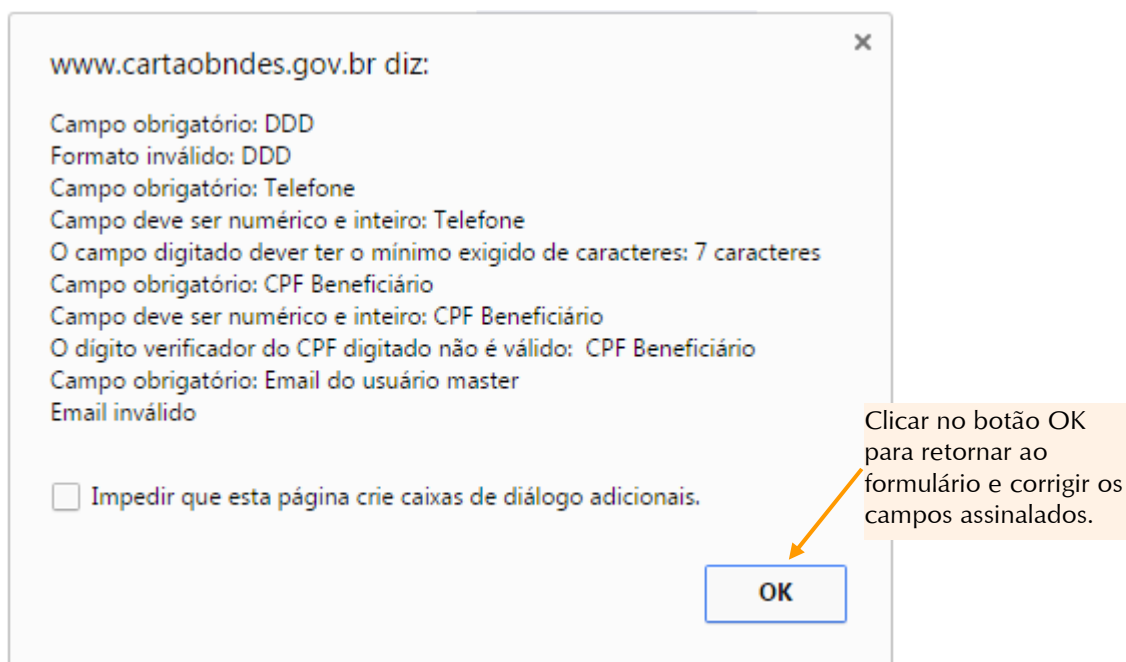 www.cartaobndes.gov.br diz:
Campo obrigatório: DDD
Formato inválido: DDD
Campo obrigatório: Telefone
Campo deve ser numérico e inteiro: Telefone
O campo digitado dever ter o mínimo exigido de caracteres: 7 caracteres
Campo obrigatório: CPF Beneficiário
Campo deve ser numérico e inteiro: CPF Beneficiário
O dígito verificador do CPF digitado não é válido:  CPF Beneficiário
Campo obrigatório: Email do usuário master
Email inválido
Impedir que esta página crie caixas de diálogo adicionais.
OK
Clicar no botão OK
para retornar ao
formulário e corrigir os
campos assinalados.